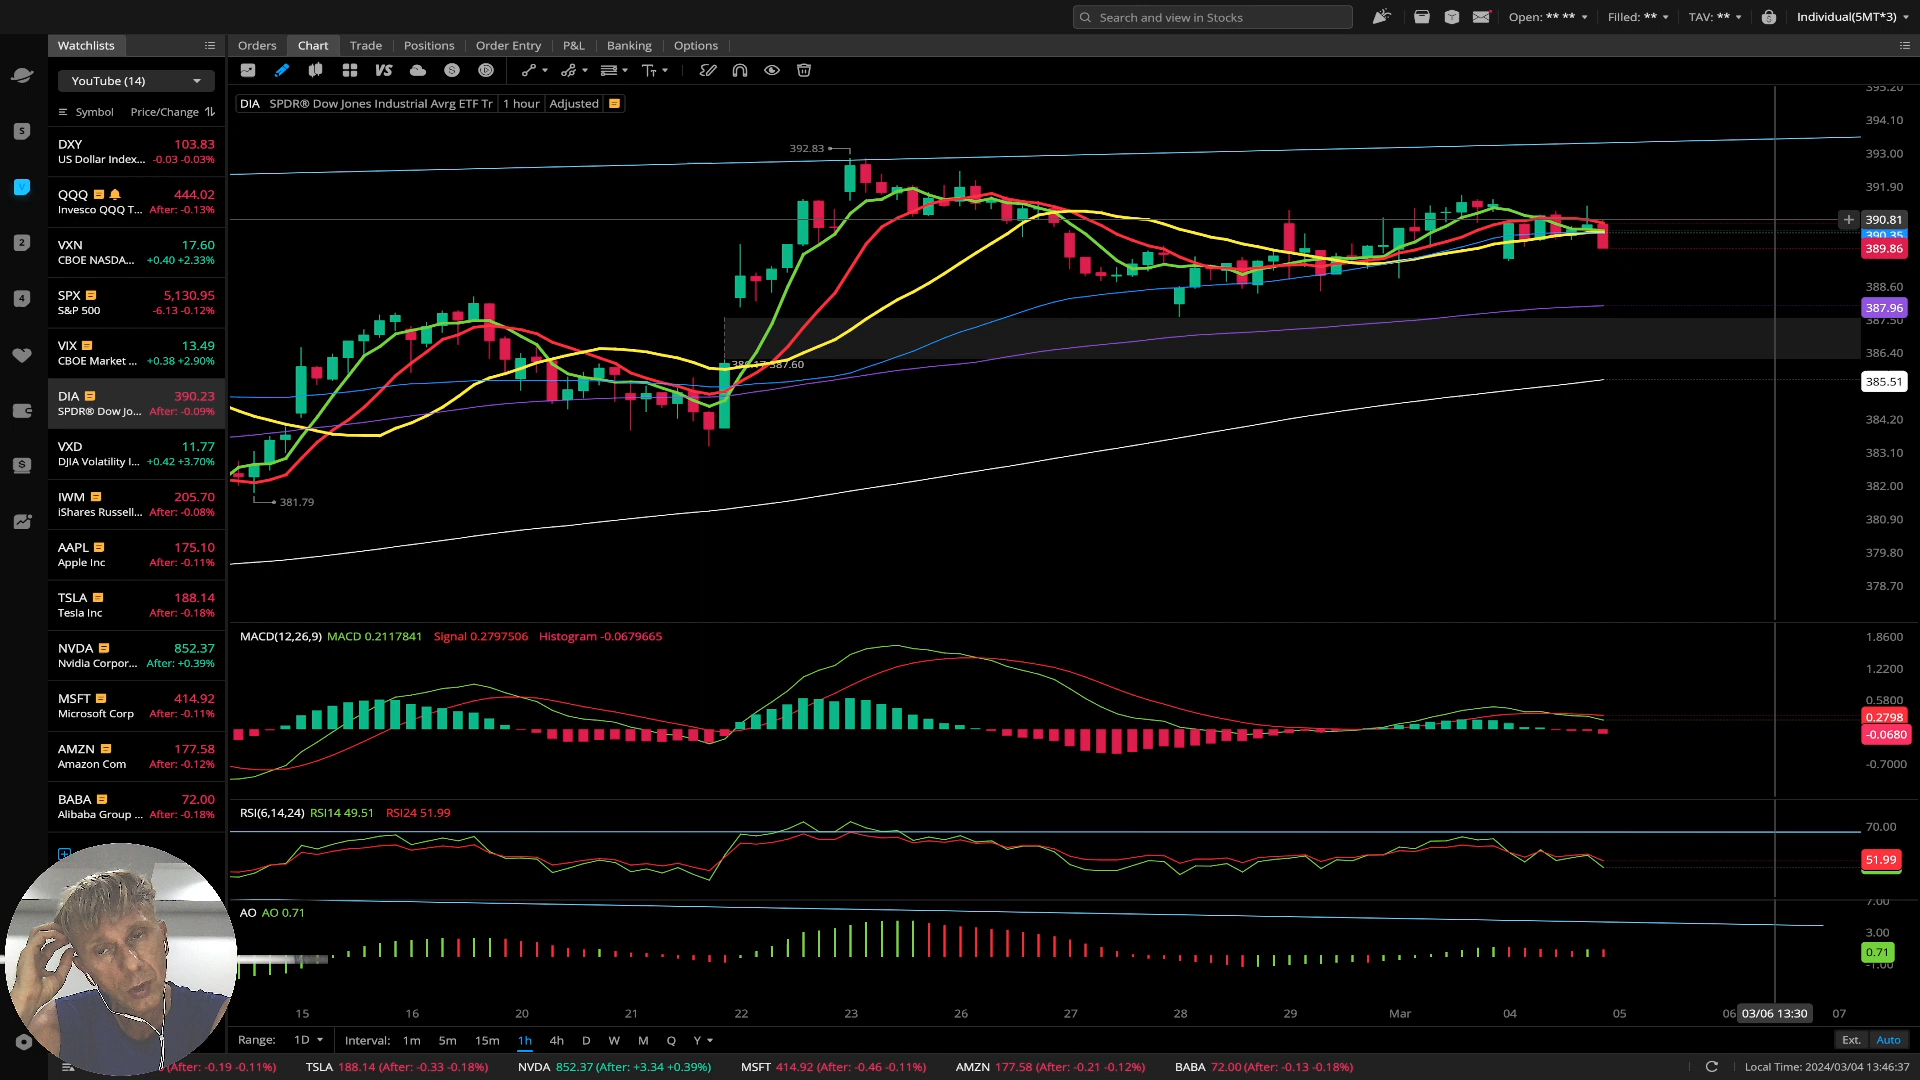 Search and view in Stocks
Open: ** **
Filled: **
TAV: **
Individual(5MT*3)
Watchlists
Orders
Chart
Trade
Positions
Order Entry
P&L
Banking
Options
YouTube (14)
VS
Symbol Price/Change
DIA SPDR® Dow Jones Industrial Avrg ETF Tr 1 hour Adjusted
DXY 103.83
US Dollar Index... -0.03 -0.03%
QQQ 444.02
Invesco QQQ T... After: -0.13%
VXN 17.60
CBOE NASDA... +0.40 +2.33%
SPX 5,130.95
S&P 500 -6.13 -0.12%
VIX 13.49
CBOE Market ... +0.38 +2.90%
DIA 390.23
SPDR® Dow Jo... After: -0.09%
VXD 11.77
DJIA Volatility I... +0.42 +3.70%
IWM 205.70
iShares Russell... After: -0.08%
AAPL 175.10
Apple Inc After: -0.11%
TSLA 188.14
Tesla Inc After: -0.18%
NVDA 852.37
Nvidia Corpor... After: +0.39%
MSFT 414.92
Microsoft Corp After: -0.11%
AMZN 177.58
Amazon Com After: -0.12%
BABA 72.00
Alibaba Group ... After: -0.18%
392.83
381.79
387.60
395.20
394.10
393.00
391.90
390.81
390.35
389.86
388.60
387.96
387.50
386.40
385.51
384.20
383.10
382.00
380.90
379.80
378.70
MACD(12,26,9) MACD 0.2117841 Signal 0.2797506 Histogram -0.0679665
1.8600
1.2200
0.5800
0.2798
-0.0680
-0.7000
RSI(6,14,24) RSI14 49.51 RSI24 51.99
70.00
51.99
AO AO 0.71
7.00
3.00
0.71
-1.00
15 16 20 21 22 23 26 27 28 29 Mar 04 05 06 03/06 13:30 07
Range: 1D Interval: 1m 5m 15m 1h 4h D W M Q Y
Ext. Auto
(After: -0.19 -0.11%) TSLA 188.14 (After: -0.33 -0.18%) NVDA 852.37 (After: +3.34 +0.39%) MSFT 414.92 (After: -0.46 -0.11%) AMZN 177.58 (After: -0.21 -0.12%) BABA 72.00 (After: -0.13 -0.18%)
Local Time: 2024/03/04 13:46:37